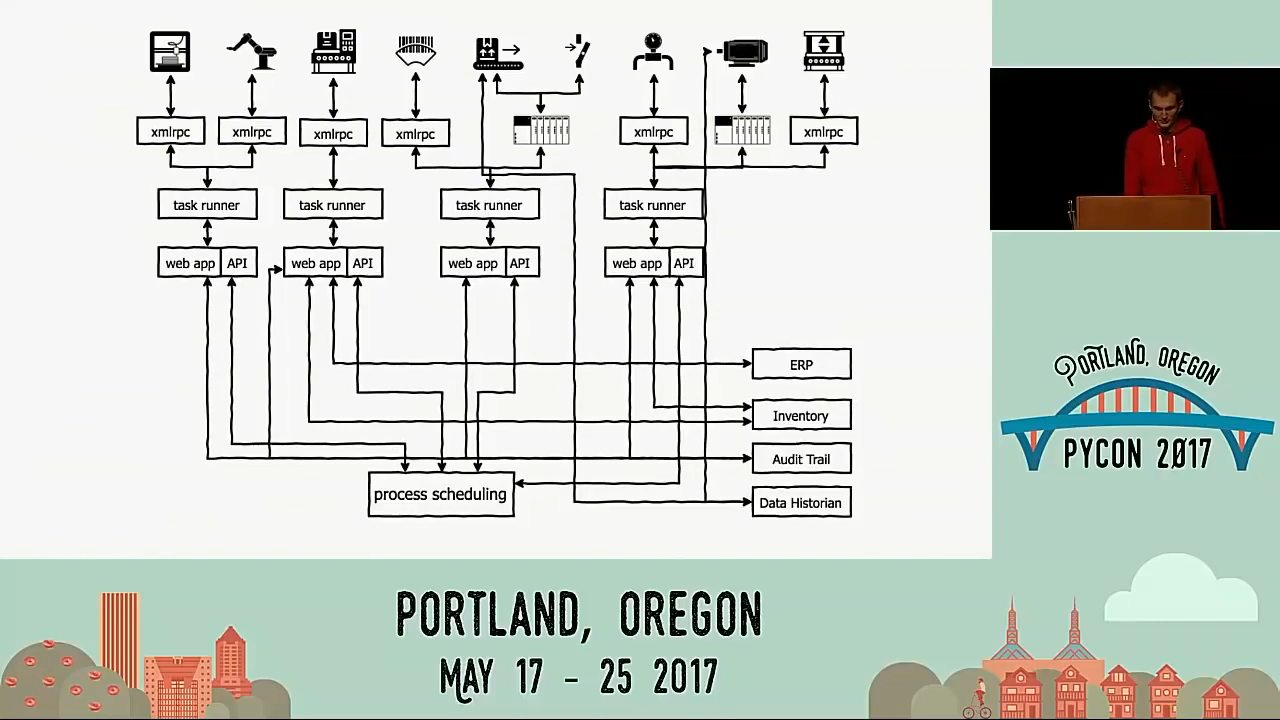 xmlrpc xmlrpc xmlrpc xmlrpc xmlrpc xmlrpc
task runner task runner task runner task runner
web app API web app API web app API web app API
ERP
Inventory
Audit Trail
process scheduling
Data Historian
PORTLAND, OREGON
PYCON 2017
PORTLAND, OREGON
MAY 17 - 25 2017